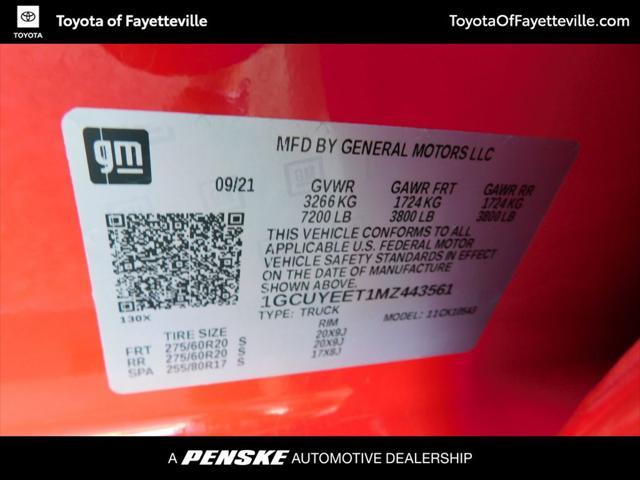 TOYOTA
Toyota of Fayetteville
ToyotaOfFayetteville.com
gm
MFD BY GENERAL MOTORS LLC
09/21 GVWR GAWR FRT GAWR RR
3266 KG 1724 KG 1724 KG
7200 LB 3800 LB 3800 LB
THIS VEHICLE CONFORMS TO ALL
APPLICABLE U.S. FEDERAL MOTOR
VEHICLE SAFETY STANDARDS IN EFFECT
ON THE DATE OF MANUFACTURE
SHOWN ABOVE.
1GCUYEET1MZ443561
TYPE: TRUCK MODEL: 11CK10543
130X
TIRE SIZE RIM
FRT 275/60R20 S 20X9J
RR 275/60R20 S 20X9J
SPA 255/80R17 S 17X8J
A PENSKE AUTOMOTIVE DEALERSHIP